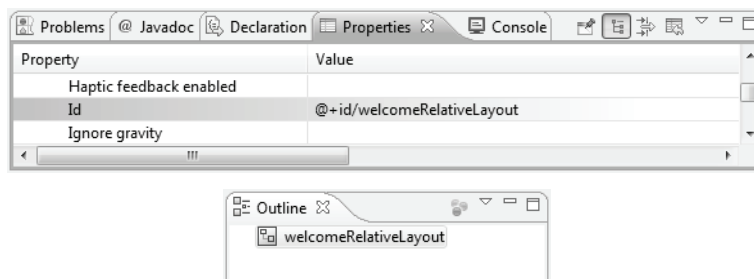 Problems @ Javadoc Declaration Properties Console
Property Value
Haptic feedback enabled
Id @+id/welcomeRelativeLayout
Ignore gravity
Outline
welcomeRelativeLayout